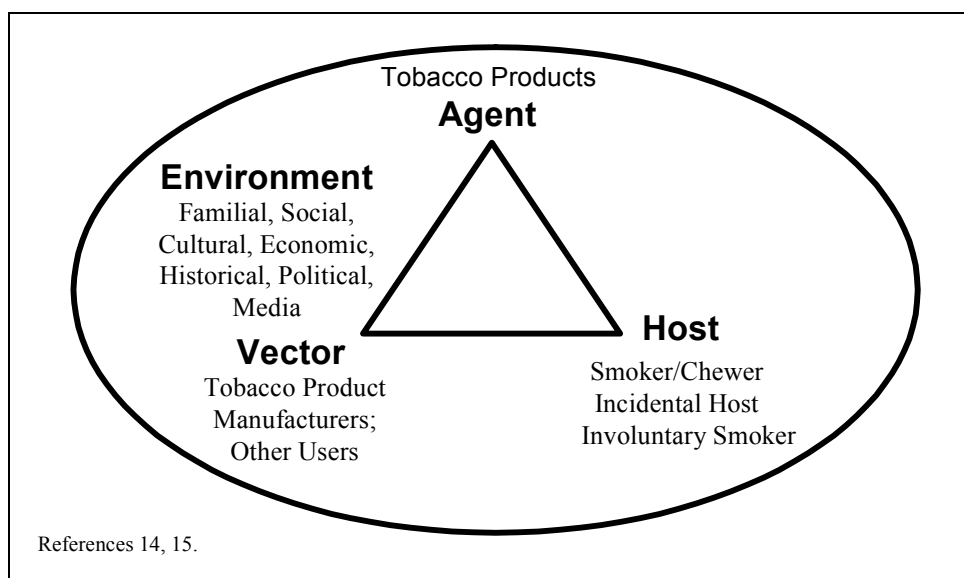 Tobacco Products
Agent
Environment
Familial, Social,
Cultural, Economic,
Historical, Political,
Media
Vector
Tobacco Product
Manufacturers;
Other Users
Host
Smoker/Chewer
Incidental Host
Involuntary Smoker
References 14, 15.